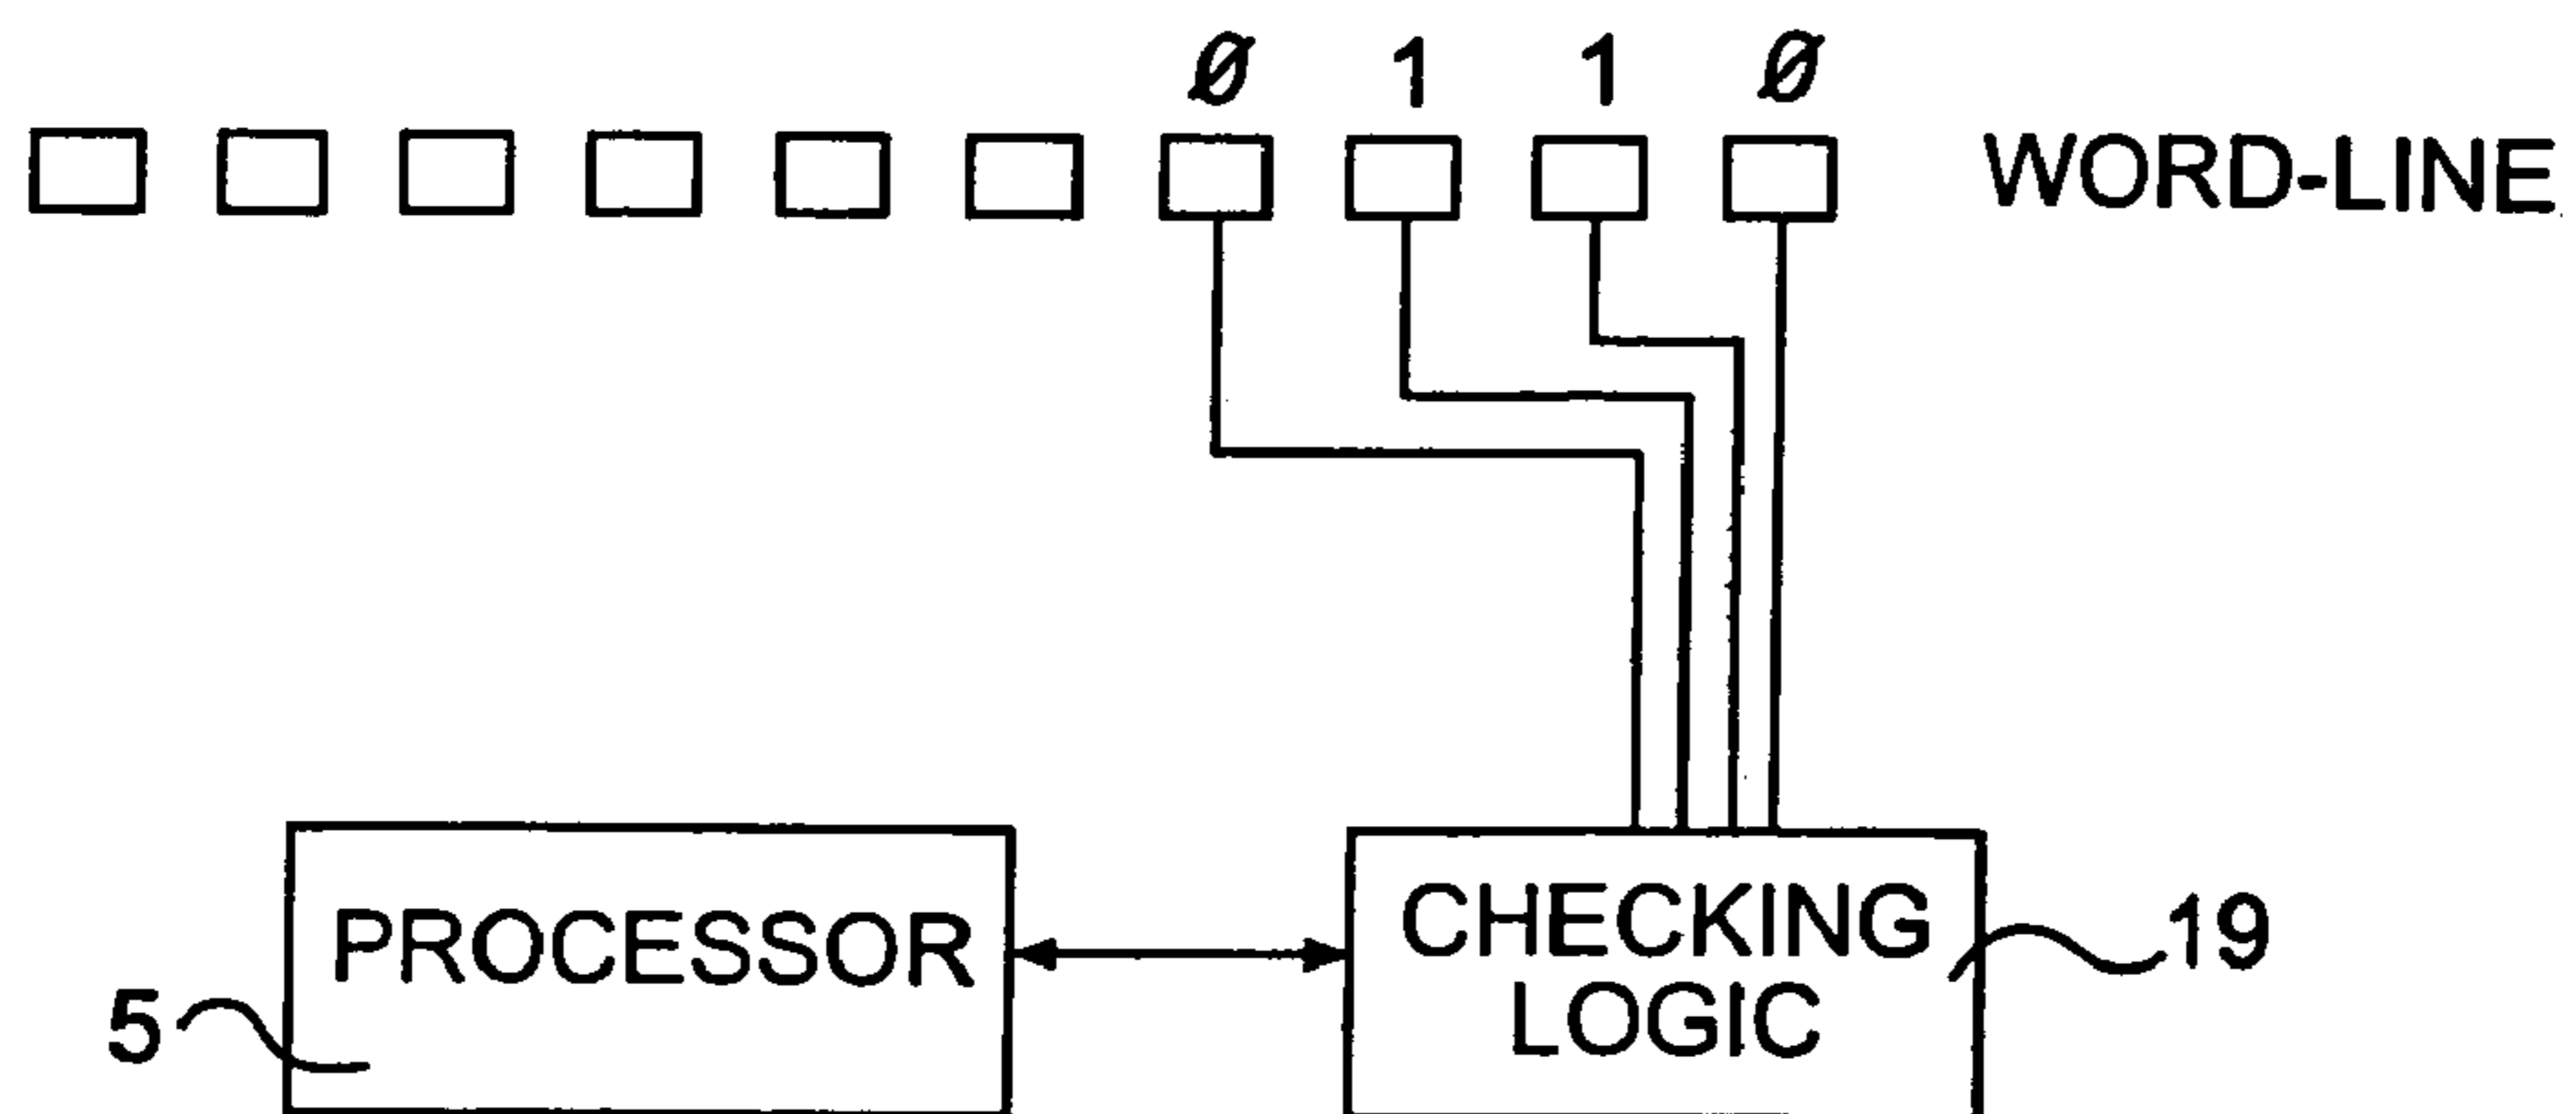 Ø 1 1 Ø
WORD-LINE
PROCESSOR
5
CHECKING
LOGIC
19